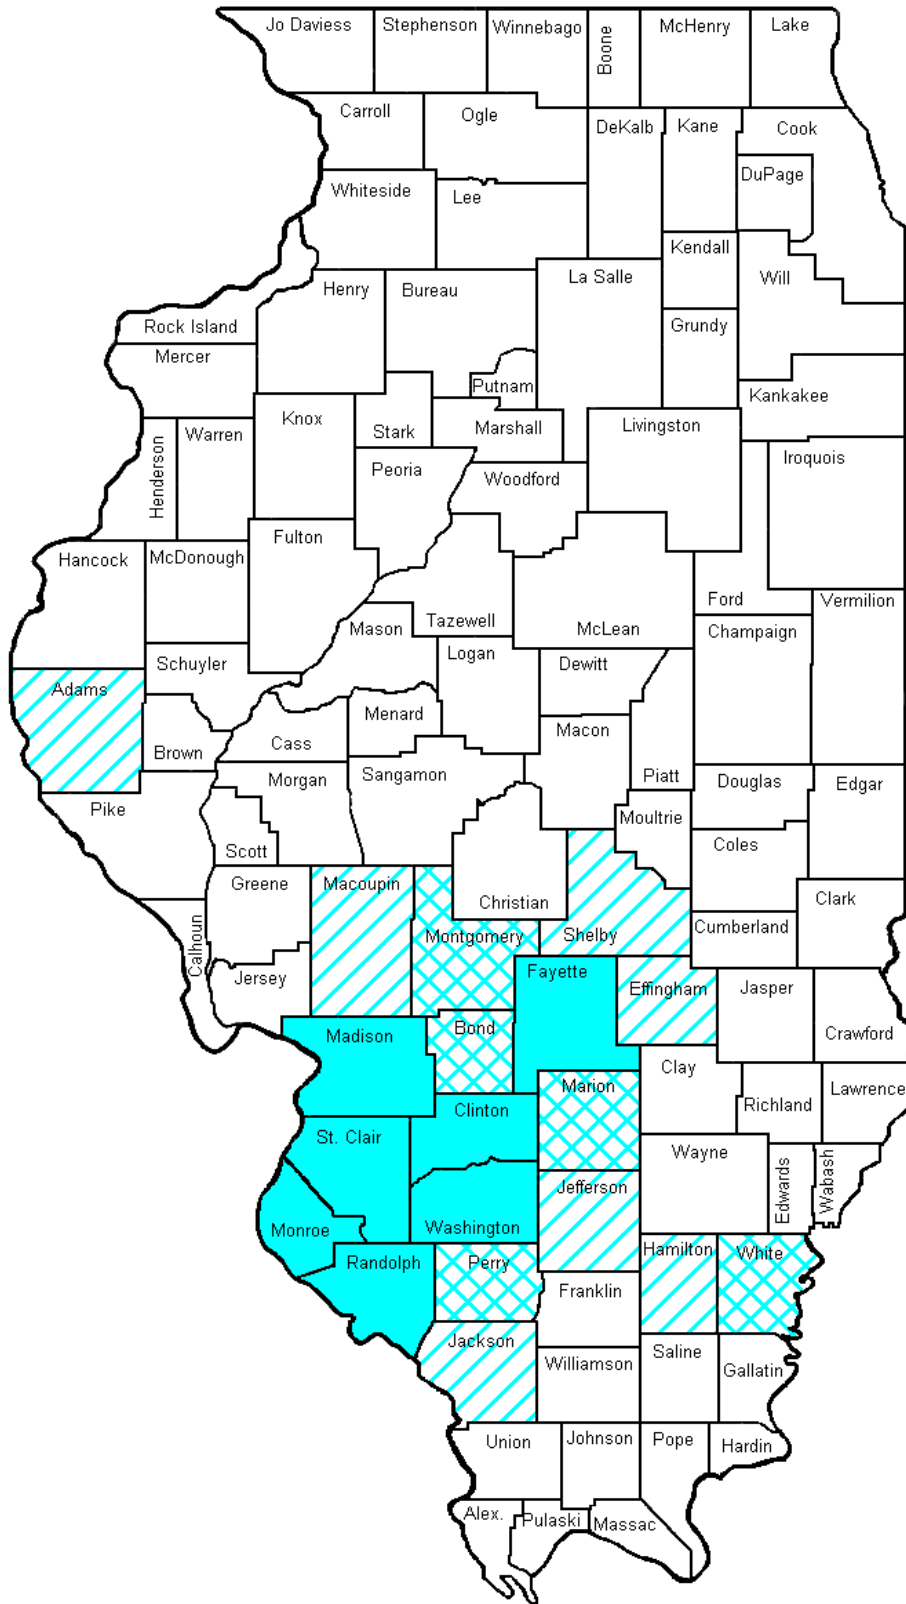 Jo Daviess
Stephenson
Winnebago
Boone
McHenry
Lake
Carroll
Ogle
DeKalb
Kane
Cook
DuPage
Whiteside
Lee
Kendall
La Salle
Will
Henry
Bureau
Rock Island
Grundy
Mercer
Putnam
Kankakee
Knox
Stark
Marshall
Livingston
Henderson
Warren
Peoria
Woodford
Iroquois
Hancock
McDonough
Fulton
Tazewell
McLean
Ford
Vermilion
Mason
Champaign
Schuyler
Logan
Dewitt
Adams
Menard
Macon
Brown
Cass
Morgan
Sangamon
Piatt
Douglas
Edgar
Pike
Moultrie
Scott
Coles
Greene
Macoupin
Christian
Clark
Calhoun
Montgomery
Shelby
Cumberland
Jersey
Fayette
Effingham
Jasper
Madison
Bond
Crawford
Clay
Marion
Richland
Lawrence
Clinton
St. Clair
Wayne
Edwards
Wabash
Jefferson
Monroe
Washington
Randolph
Perry
Hamilton
White
Franklin
Jackson
Williamson
Saline
Gallatin
Union
Johnson
Pope
Hardin
Alex.
Pulaski
Massac